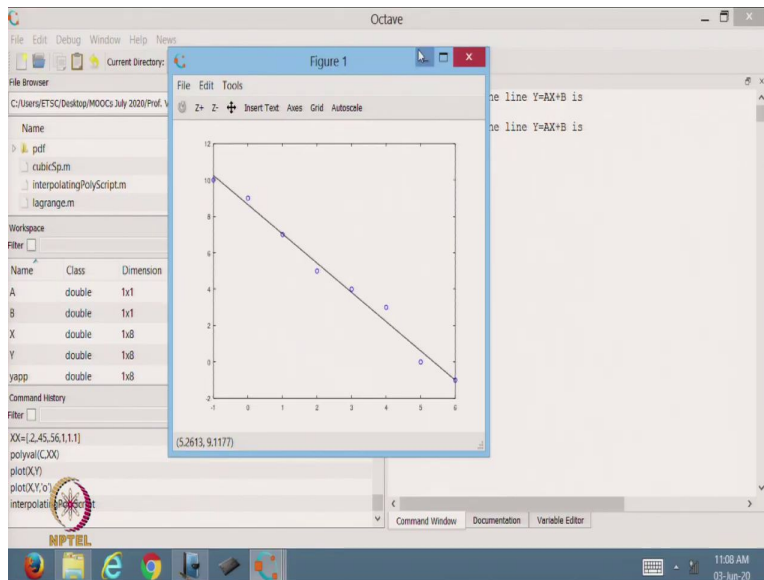 Octave
File Edit Debug Window Help News
Current Directory:
File Browser
C:/Users/ETSC/Desktop/MOOCs July 2020/Prof. V
Name
pdf
cubicSp.m
interpolatingPolyScript.m
lagrange.m
Workspace
Filter
Name Class Dimension
A double 1x1
B double 1x1
X double 1x8
Y double 1x8
yapp double 1x8
Command History
Filter
XX=[.2,.45,.56,1,1.1]
polyval(C,XX)
plot(X,Y)
plot(X,Y,'o')
interpolatingPolyScript
NPTEL
Figure 1
File Edit Tools
Z+ Z- Insert Text Axes Grid Autoscale
12
10
8
6
4
2
0
-2
-1 0 1 2 3 4 5 6
(5.2613, 9.1177)
he line Y=AX+B is
he line Y=AX+B is
Command Window Documentation Variable Editor
11:08 AM
03-Jun-20